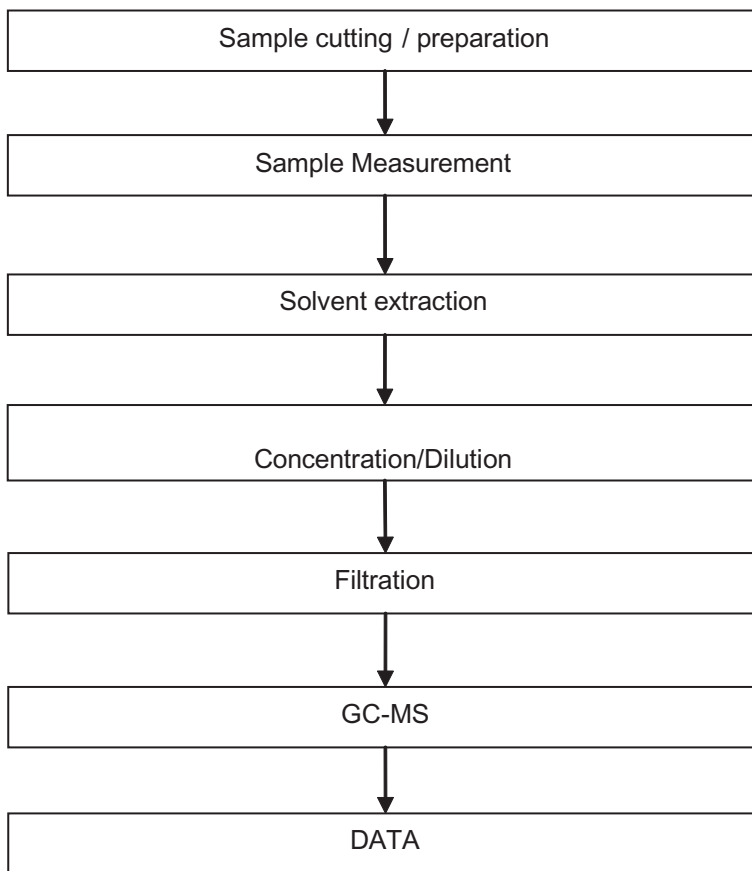 Sample cutting / preparation
Sample Measurement
Solvent extraction
Concentration/Dilution
Filtration
GC-MS
DATA